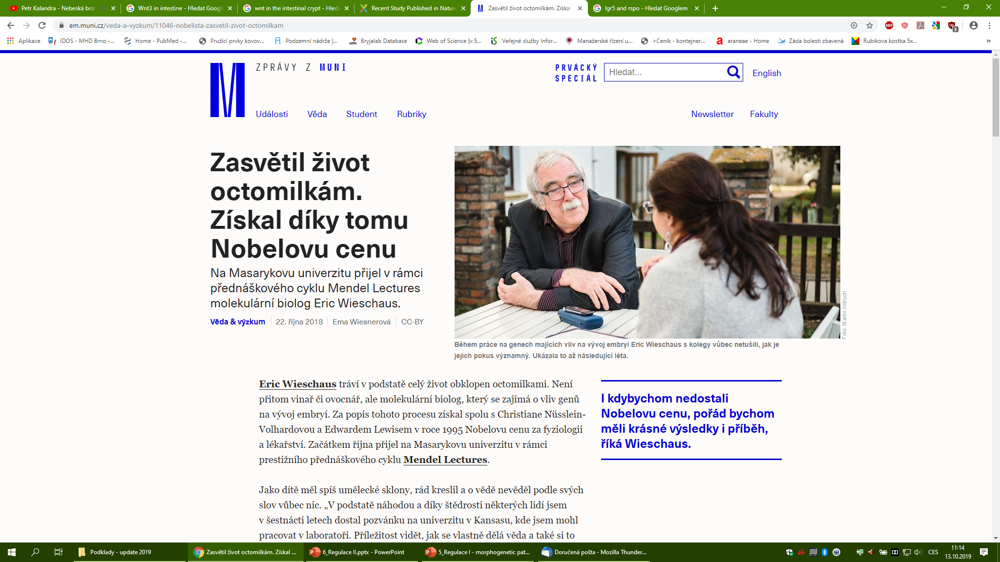 Petr Kalandra - Nebeská brár
Wnt3 in intestine - Hledat Googl
wnt in the intestinal crypt - Hled
Recent Study Published in Nature
Zasvětil život octomilkám. Získal
lgr5 and rspo - Hledat Googlem
em.muni.cz/veda-a-vyzkum/11046-nobelista-zasvetil-zivot-octomilkam
ABP
3
Aplikace
IDOS - MHD Brno -...
Home - PubMed -...
Pružící prvky kovov...
Podzemní nádrže |...
Bryjalab Database
Web of Science [v.5...
Veřejné služby Infor...
Manažerské řízení u...
>Ceník - kontejner...
araneae - Home
Záda bolesti zbavená
Rubikova kostka 5x...
»
ZPRÁVY Z MUNI
PRVÁCKÝ
SPECIÁL
Hledat...
English
Události
Věda
Student
Rubriky
Newsletter
Fakulty
Zasvětil život
octomilkám.
Získal díky tomu
Nobelovu cenu
Na Masarykovu univerzitu přijel v rámci
přednáškového cyklu Mendel Lectures
molekulární biolog Eric Wieschaus.
Věda & výzkum
22. října 2018
Ema Wiesnerová
CC-BY
Foto: Martin Indruch
Během práce na genech majících vliv na vývoj embryí Eric Wieschaus s kolegy vůbec netušili, jak je
jejich pokus významný. Ukázala to až následující léta.
Eric Wieschaus tráví v podstatě celý život obklopen octomilkami. Není
přitom vinař či ovocnář, ale molekulární biolog, který se zajímá o vliv genů
na vývoj embryí. Za popis tohoto procesu získal spolu s Christiane Nüsslein-
Volhardovou a Edwardem Lewisem v roce 1995 Nobelovu cenu za fyziologii
a lékařství. Začátkem října přijel na Masarykovu univerzitu v rámci
prestižního přednáškového cyklu Mendel Lectures.
I kdybychom nedostali
Nobelovu cenu, pořád bychom
měli krásné výsledky i příběh,
říká Wieschaus.
Jako dítě měl spíš umělecké sklony, rád kreslil a o vědě nevěděl podle svých
slov vůbec nic. „V podstatě náhodou a díky štědrosti některých lidí jsem
v šestnácti letech dostal pozvánku na univerzitu v Kansasu, kde jsem mohl
pracovat v laboratoři. Příležitost vidět, jak se vlastně dělá věda a také si to
Podklady - update 2019
Zasvětil život octomilkám. Získal ...
6_Regulace II.pptx - PowerPoint
5_Regulace I - morphogenetic pat...
Doručená pošta - Mozilla Thunder...
CES
11:14
13.10.2019